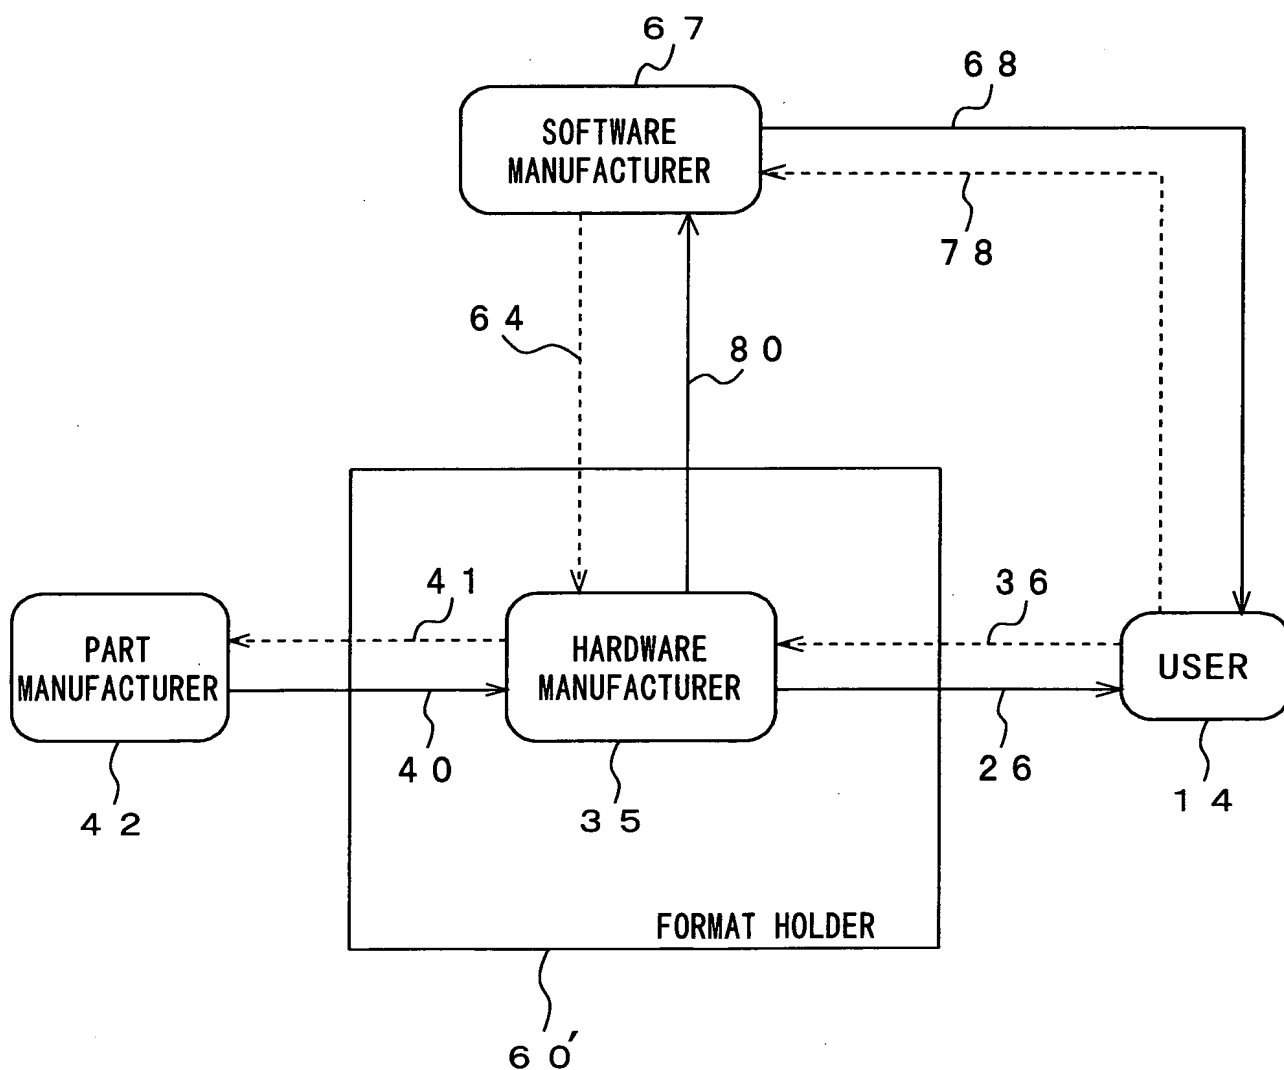 67
68
SOFTWARE
MANUFACTURER
78
64
80
41
36
PART
MANUFACTURER
HARDWARE
MANUFACTURER
USER
40
26
42
35
14
FORMAT HOLDER
60'